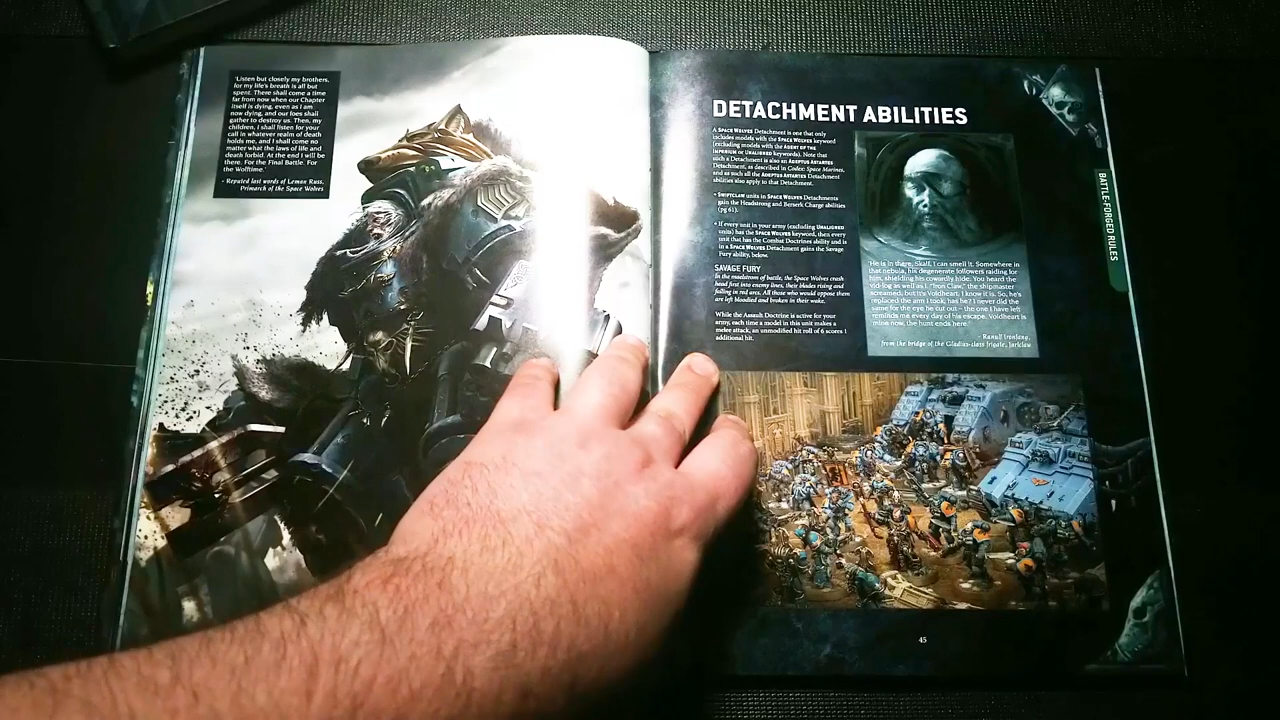 'Listen but closely my brothers,
for my life's breath is all but
spent. There shall come a time
far from now when our Chapter
itself is dying, even as I am
now dying, and our foes shall
gather to destroy us. Then, my
children, I shall listen for your
call in whatever realm of death
holds me, and I shall come no
matter what the laws of life and
death forbid. At the end I will be
there. For the Final Battle. For
the Wolftime.'
- Reputed last words of Leman Russ,
Primarch of the Space Wolves
DETACHMENT ABILITIES
A SPACE WOLVES Detachment is one that only
includes models with the SPACE WOLVES keyword
(excluding models with the AGENT OF THE
IMPERIUM or UNALIGNED keywords). Note that
such a Detachment is also an ADEPTUS ASTARTES
Detachment, as described in Codex: Space Marines,
and as such all the ADEPTUS ASTARTES Detachment
abilities also apply to that Detachment.
• SWIFTCLAW units in SPACE WOLVES Detachments
gain the Headstrong and Berserk Charge abilities
(pg 61).
• If every unit in your army (excluding UNALIGNED
units) has the SPACE WOLVES keyword, then every
unit that has the Combat Doctrines ability and is
in a SPACE WOLVES Detachment gains the Savage
Fury ability, below.
SAVAGE FURY
In the maelstrom of battle, the Space Wolves crash
head first into enemy lines, their blades rising and
falling in red arcs. All those who would oppose them
are left bloodied and broken in their wake.
While the Assault Doctrine is active for your
army, each time a model in this unit makes a
melee attack, an unmodified hit roll of 6 scores 1
additional hit.
'He is in there, Skalf, I can smell it. Somewhere in
that nebula, his degenerate followers raiding for
him, shielding his cowardly hide. You heard the
vid-log as well as I. "Iron Claw," the shipmaster
screamed, but it's Voldheart, I know it is. So, he's
replaced the arm I took, has he? I never did the
same for the eye he cut out – the one I have left
reminds me every day of his escape. Voldheart is
mine now, the hunt ends here.'
- Ranulf Ironfang,
from the bridge of the Gladius-class frigate, Jarlclaw
BATTLE-FORGED RULES
45